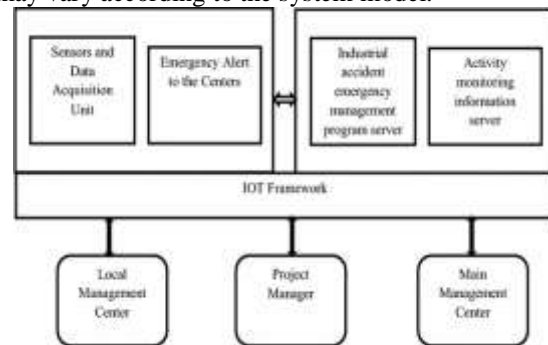 may vary according to the system model.
Sensors and
Data
Acquisition
Unit
Emergency Alert
to the Centers
Industrial
accident
emergency
management
program server
Activity
monitoring
information
server
IOT Framework
Local
Management
Center
Project
Manager
Main
Management
Center